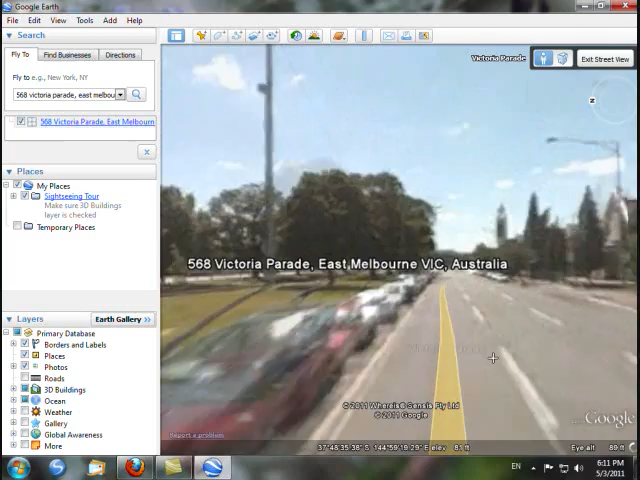 Google Earth
File Edit View Tools Add Help
Search
Fly To Find Businesses Directions
Fly to e.g., New York, NY
568 victoria parade, east melbou
568 Victoria Parade, East Melbourn
Places
My Places
Sightseeing Tour
Make sure 3D Buildings
layer is checked
Temporary Places
Layers
Earth Gallery >>
Primary Database
Borders and Labels
Places
Photos
Roads
3D Buildings
Ocean
Weather
Gallery
Global Awareness
More
Victoria Parade
Exit Street View
N
568 Victoria Parade, East Melbourne VIC, Australia
© 2011 Whereis® Sensis Pty Ltd
© 2011 Google
Google
Report a problem
37°48'35.38" S 144°59'19.29" E elev 81 ft
Eye alt 89 ft
EN
6:11 PM
5/3/2011